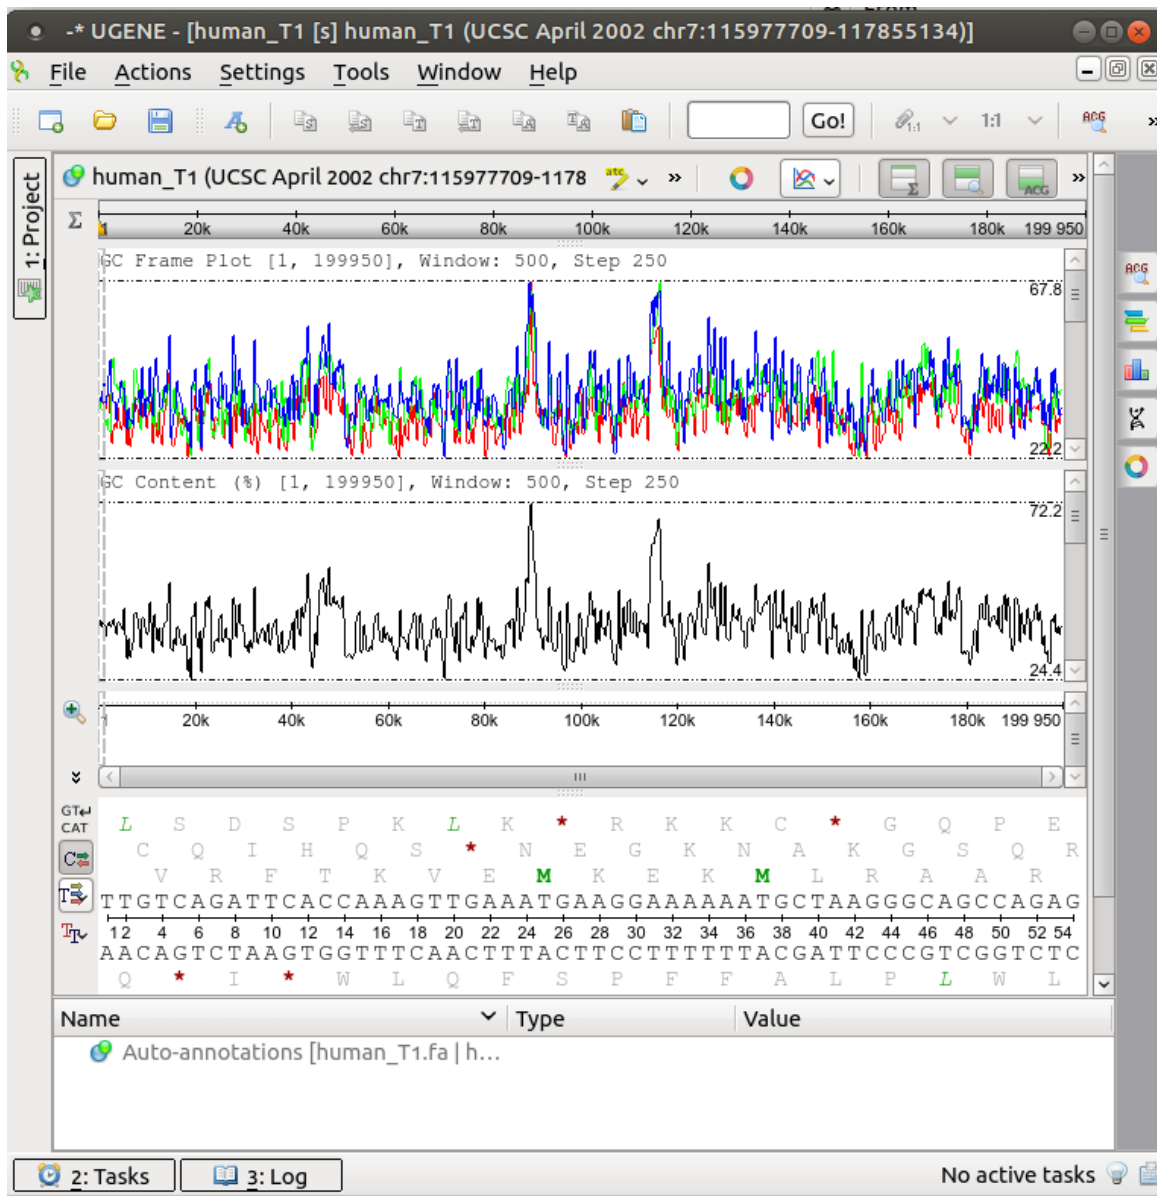 -* UGENE - [human_T1 [s] human_T1 (UCSC April 2002 chr7:115977709-117855134)]
File Actions Settings Tools Window Help
Go! 1:1 ACG
1: Project
human_T1 (UCSC April 2002 chr7:115977709-1178
Σ 1 20k 40k 60k 80k 100k 120k 140k 160k 180k 199 950
GC Frame Plot [1, 199950], Window: 500, Step 250
67.8
22.2
GC Content (%) [1, 199950], Window: 500, Step 250
72.2
24.4
1 20k 40k 60k 80k 100k 120k 140k 160k 180k 199 950
GT
CAT
L S D S P K L K * R K K C * G Q P E
C Q I H Q S * N E G K N A K G S Q R
V R F T K V E M K E K M L R A A R
TTGTCAGATTCACCAAAGTTGAAATGAAGGAAAAAATGCTAAGGGCAGCCAGAG
1 2 4 6 8 10 12 14 16 18 20 22 24 26 28 30 32 34 36 38 40 42 44 46 48 50 52 54
AACAGTCTAAGTGGTTTCAACTTTACTTCCTTTTTTACGATTCCCGTCGGTCTC
Q * I * W L Q F S P F F A L P L W L
Name Type Value
Auto-annotations [human_T1.fa | h...
2: Tasks 3: Log No active tasks